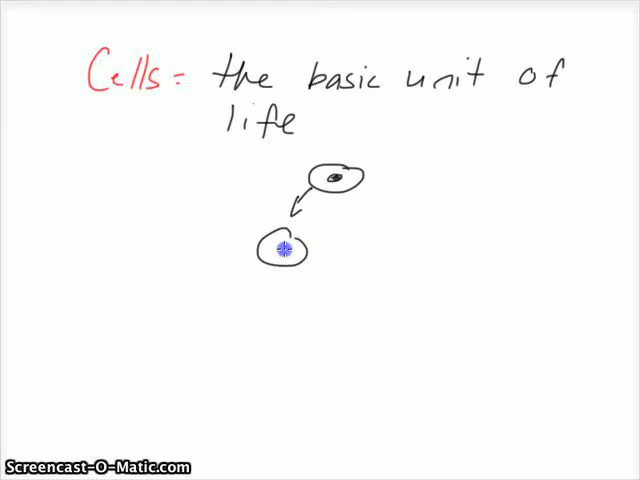 Cells = the basic unit of
life
Screencast-O-Matic.com